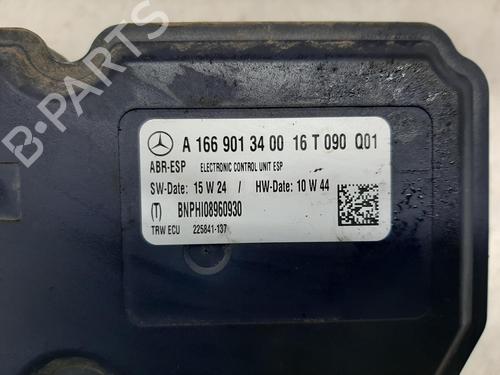 B-PARTS
A 166 901 34 00 16 T 090 Q01
ABR-ESP ELECTRONIC CONTROL UNIT ESP
SW-Date: 15 W 24 / HW-Date: 10 W 44
(T) BNPHI08960930
TRW ECU 225841-137